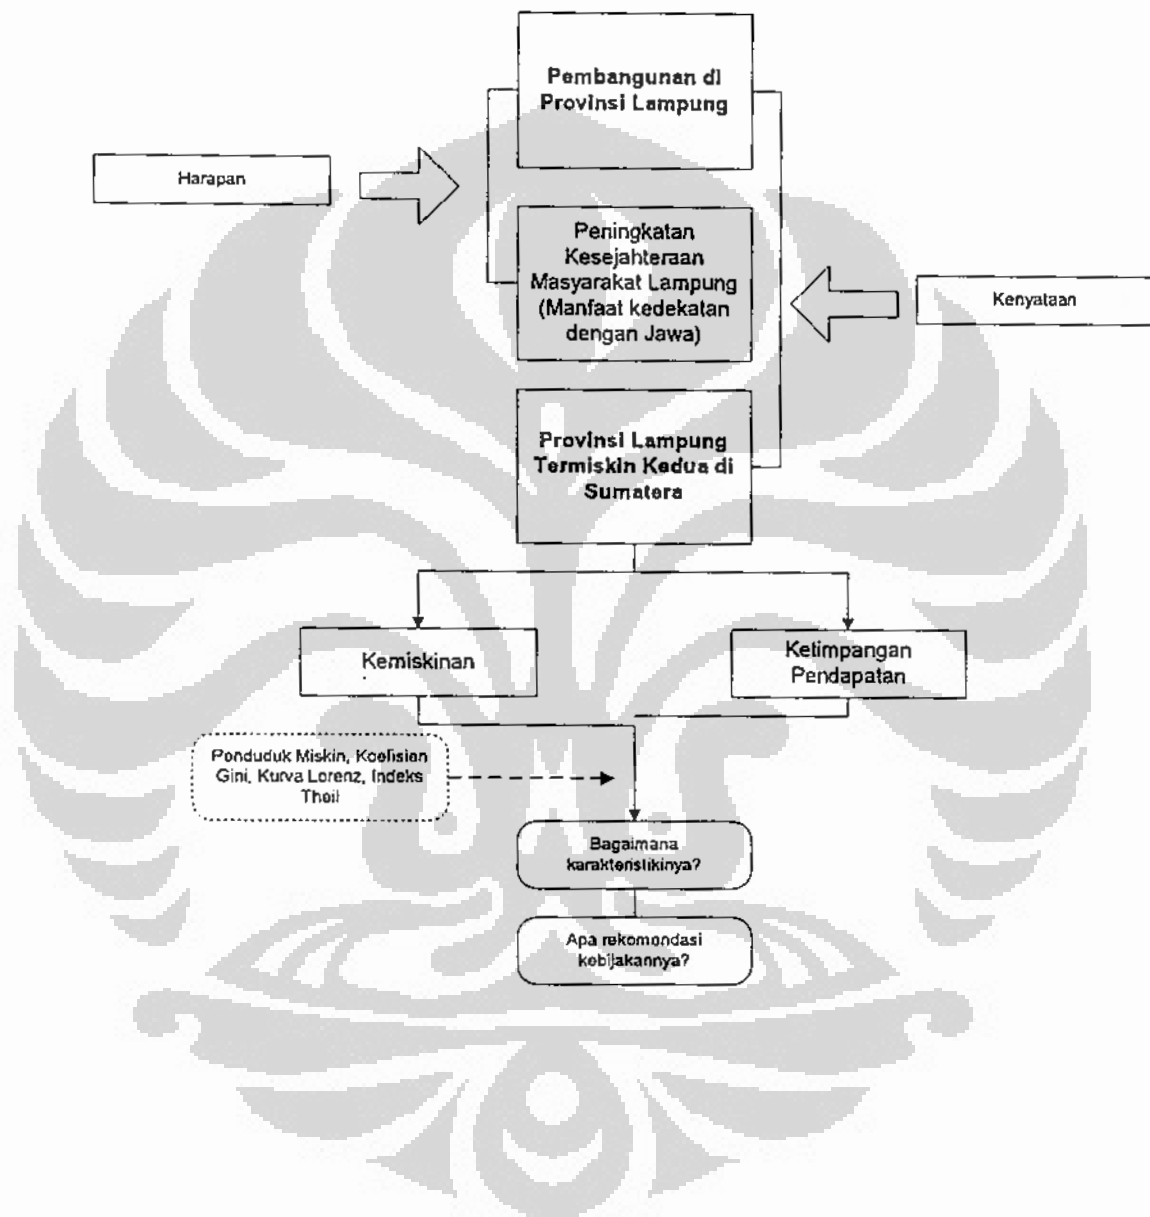 Pembangunan di
Provinsi Lampung
Harapan
Peningkatan
Kesejahteraan
Masyarakat Lampung
(Manfaat kedekatan
dengan Jawa)
Kenyataan
Provinsi Lampung
Termiskin Kedua di
Sumatera
Kemiskinan
Ketimpangan
Pendapatan
Penduduk Miskin, Koefisien
Gini, Kurva Lorenz, Indeks
Theil
Bagaimana
karakteristikinya?
Apa rekomendasi
kebijakannya?